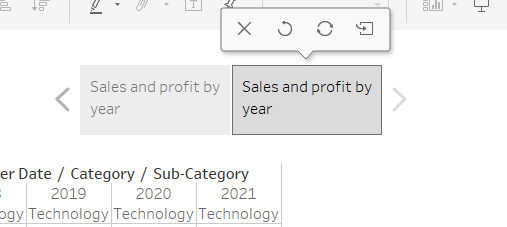 Sales and profit by
year
Sales and profit by
year
er Date / Category / Sub-Category
2019 2020 2021
ogy Technology Technology Technology